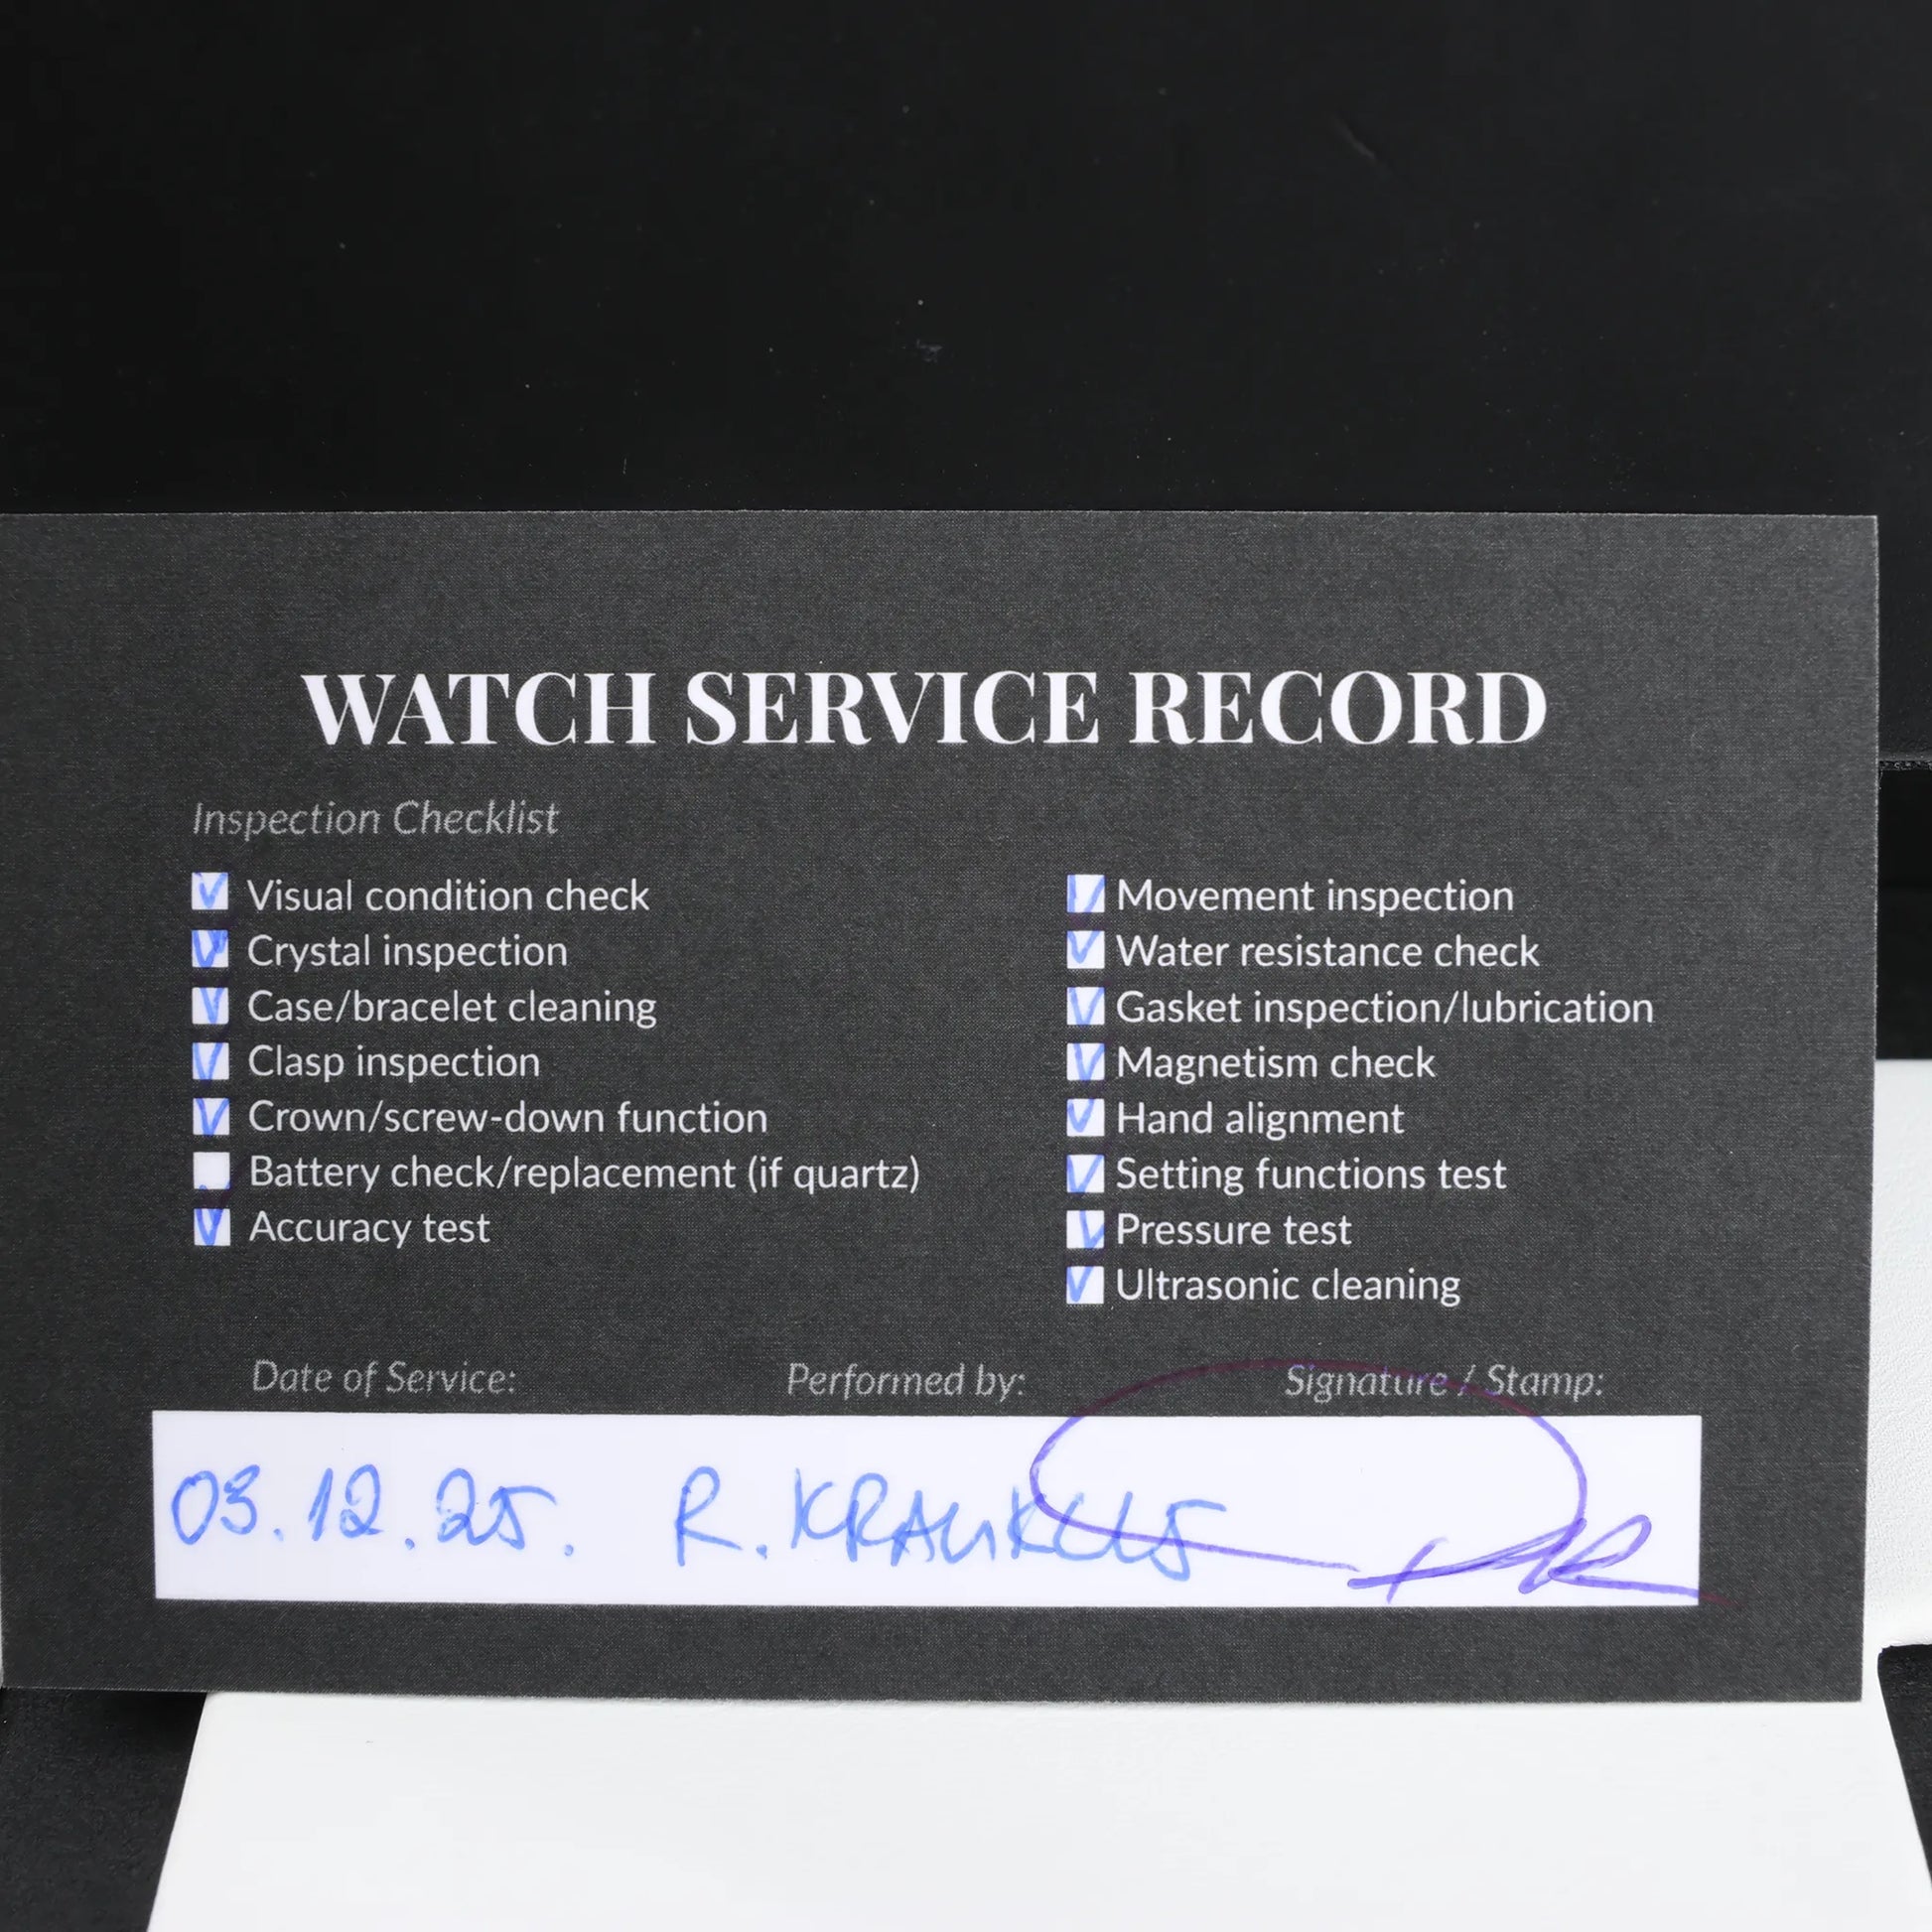 WATCH SERVICE RECORD
Inspection Checklist
Visual condition check
Crystal inspection
Case/bracelet cleaning
Clasp inspection
Crown/screw-down function
Battery check/replacement (if quartz)
Accuracy test
Movement inspection
Water resistance check
Gasket inspection/lubrication
Magnetism check
Hand alignment
Setting functions test
Pressure test
Ultrasonic cleaning
Date of Service: Performed by: Signature / Stamp:
03.12.25. R.